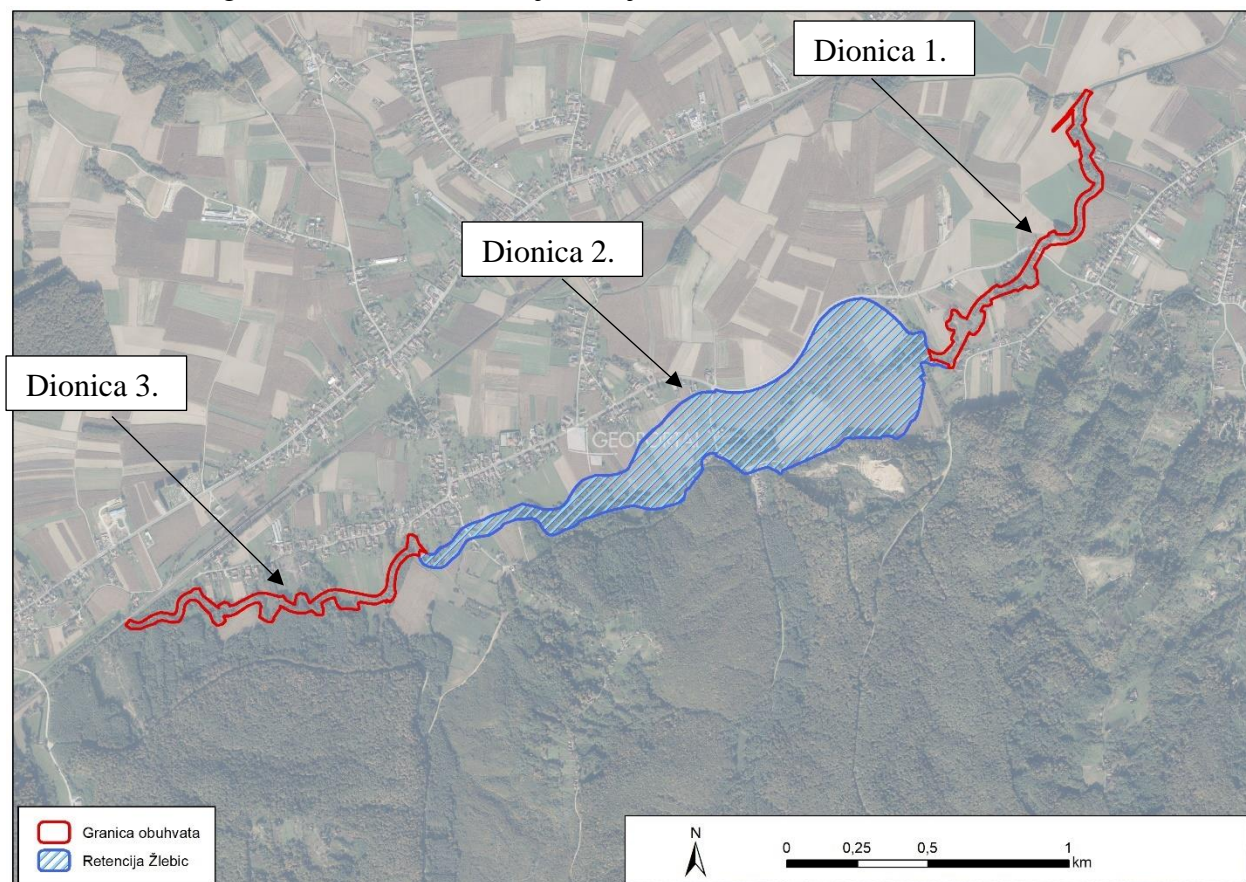 Dionica 1.
Dionica 2.
Dionica 3.
GEOPORTAL
Granica obuhvata
Retencija Žlebic
N
0 0,25 0,5 1
km